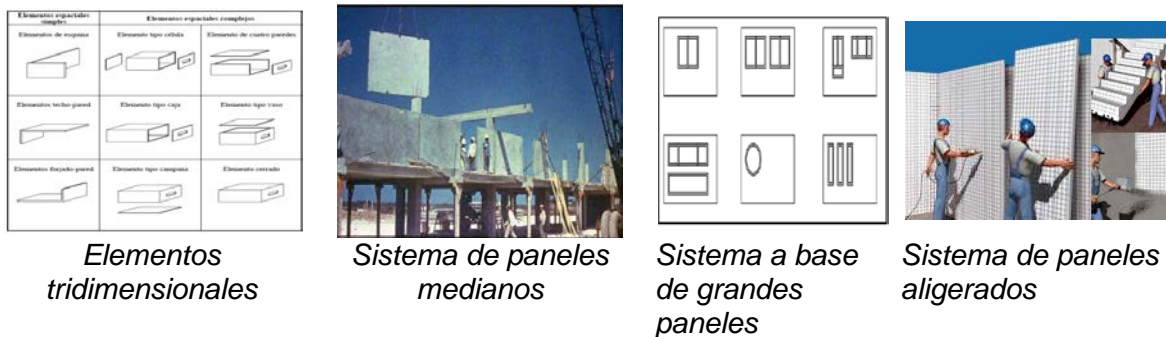 Elementos espaciales
simples
Elementos espaciales complejos
Elementos de esquina
Elemento tipo célula
Elemento de cuatro paredes
Elementos techo-pared
Elemento tipo caja
Elemento tipo vaso
Elementos forjado-pared
Elemento tipo campana
Elemento cerrado
Elementos
tridimensionales
Sistema de paneles
medianos
Sistema a base
de grandes
paneles
Sistema de paneles
aligerados